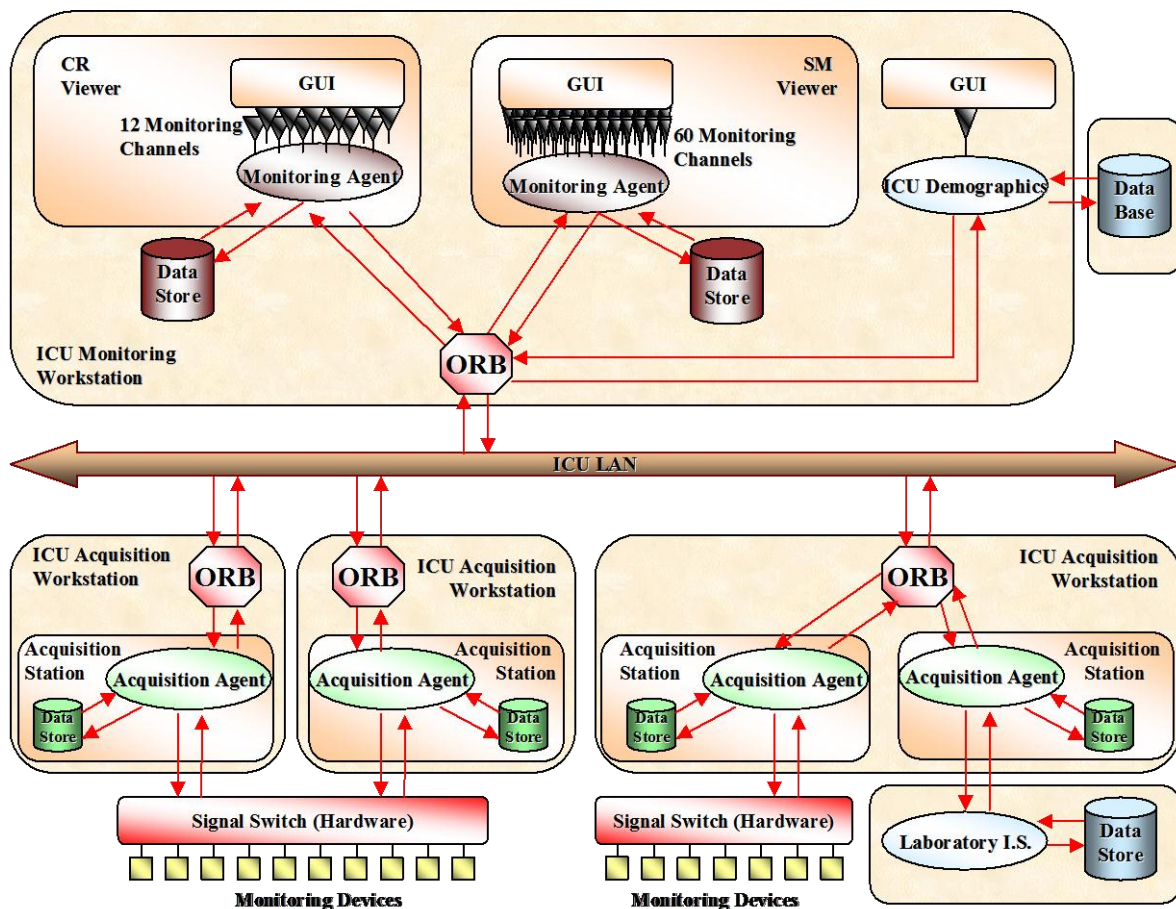 CR
Viewer
GUI
12 Monitoring
Channels
Monitoring Agent
Data
Store
GUI
SM
Viewer
60 Monitoring
Channels
Monitoring Agent
Data
Store
GUI
ICU Demographics
Data
Base
ICU Monitoring
Workstation
ORB
ICU LAN
ICU Acquisition
Workstation
ORB
Acquisition
Station
Acquisition Agent
Data
Store
ORB
ICU Acquisition
Workstation
Acquisition
Station
Acquisition Agent
Data
Store
Signal Switch (Hardware)
Monitoring Devices
ORB
ICU Acquisition
Workstation
Acquisition
Station
Acquisition Agent
Data
Store
Acquisition
Station
Acquisition Agent
Data
Store
Signal Switch (Hardware)
Monitoring Devices
Laboratory I.S.
Data
Store